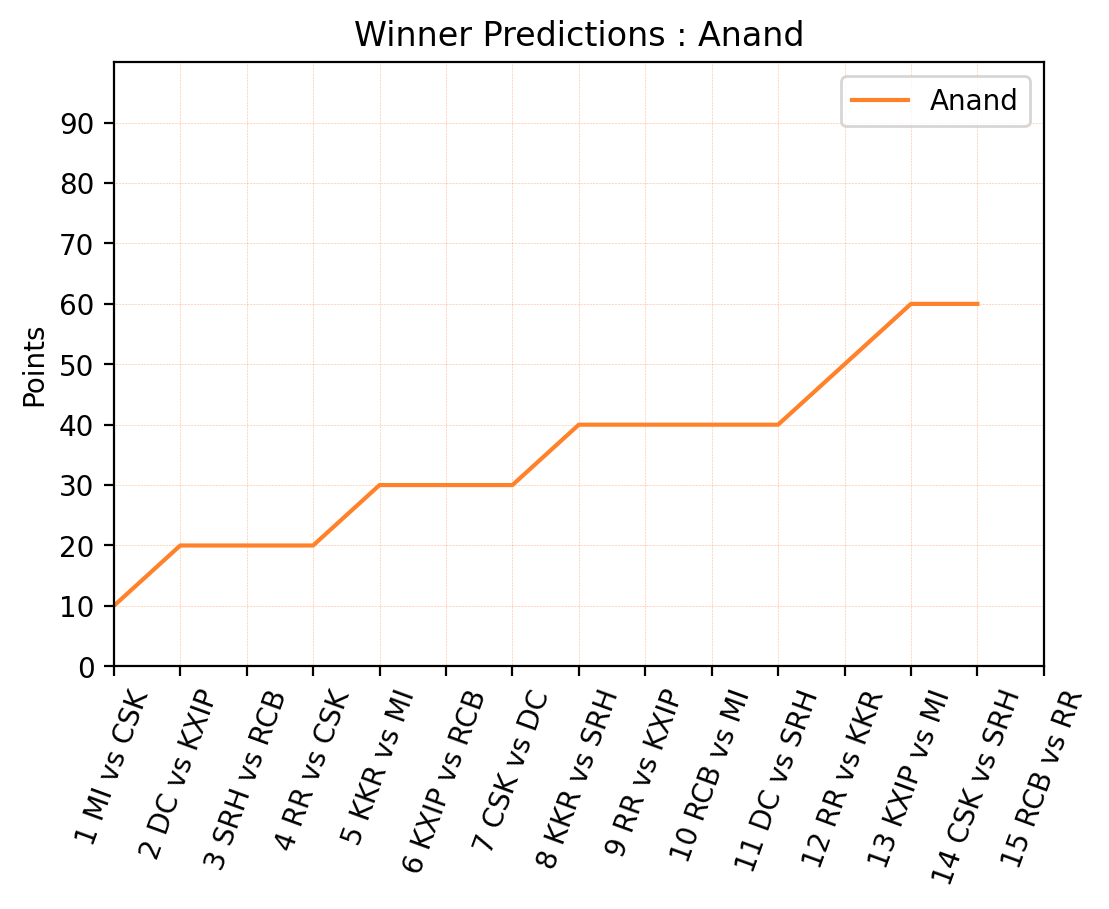 Winner Predictions : Anand
Anand
90
80
70
60
50
40
30
20
10
0
Points
1 MI vs CSK
2 DC vs KXIP
3 SRH vs RCB
4 RR vs CSK
5 KKR vs MI
6 KXIP vs RCB
7 CSK vs DC
8 KKR vs SRH
9 RR vs KXIP
10 RCB vs MI
11 DC vs SRH
12 RR vs KKR
13 KXIP vs MI
14 CSK vs SRH
15 RCB vs RR